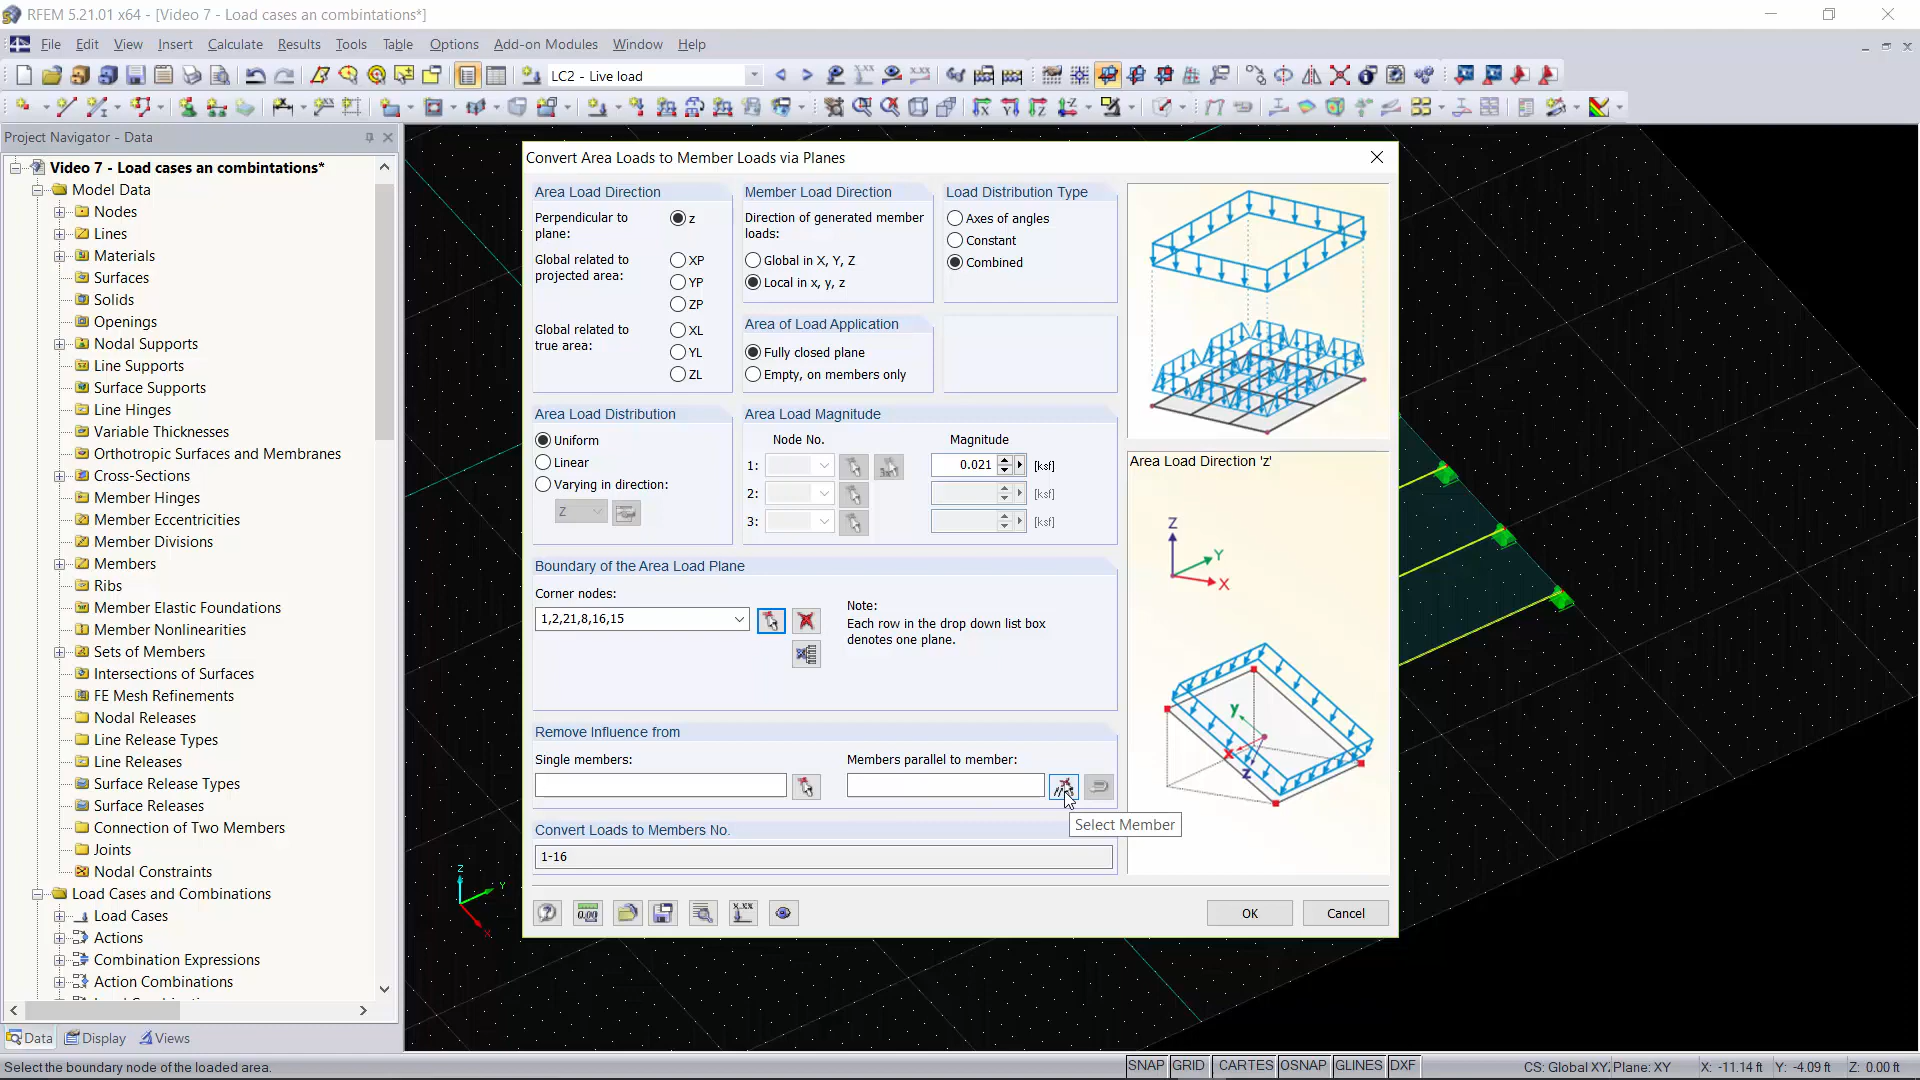 RFEM 5.21.01 x64 - [Video 7 - Load cases an combintations*]
File Edit View Insert Calculate Results Tools Table Options Add-on Modules Window Help
LC2 - Live load
Project Navigator - Data
Video 7 - Load cases an combintations*
Model Data
Nodes
Lines
Materials
Surfaces
Solids
Openings
Nodal Supports
Line Supports
Surface Supports
Line Hinges
Variable Thicknesses
Orthotropic Surfaces and Membranes
Cross-Sections
Member Hinges
Member Eccentricities
Member Divisions
Members
Ribs
Member Elastic Foundations
Member Nonlinearities
Sets of Members
Intersections of Surfaces
FE Mesh Refinements
Nodal Releases
Line Release Types
Line Releases
Surface Release Types
Surface Releases
Connection of Two Members
Joints
Nodal Constraints
Load Cases and Combinations
Load Cases
Actions
Combination Expressions
Action Combinations
Data Display Views
Convert Area Loads to Member Loads via Planes
Area Load Direction
Perpendicular to
plane:
z
Global related to
projected area:
XP
YP
ZP
Global related to
true area:
XL
YL
ZL
Member Load Direction
Direction of generated member
loads:
Global in X, Y, Z
Local in x, y, z
Load Distribution Type
Axes of angles
Constant
Combined
Area of Load Application
Fully closed plane
Empty, on members only
Area Load Distribution
Uniform
Linear
Varying in direction:
Z
Area Load Magnitude
Node No. Magnitude
1: 0.021 [ksf]
2: [ksf]
3: [ksf]
Boundary of the Area Load Plane
Corner nodes:
1,2,21,8,16,15
Note:
Each row in the drop down list box
denotes one plane.
Remove Influence from
Single members: Members parallel to member:
Select Member
Convert Loads to Members No.
1-16
OK Cancel
Area Load Direction 'z'
Z
Y
X
y
x
z
Z
Y
X
Select the boundary node of the loaded area.
SNAP GRID CARTES OSNAP GLINES DXF CS: Global XY Plane: XY X: -11.14 ft Y: -4.09 ft Z: 0.00 ft